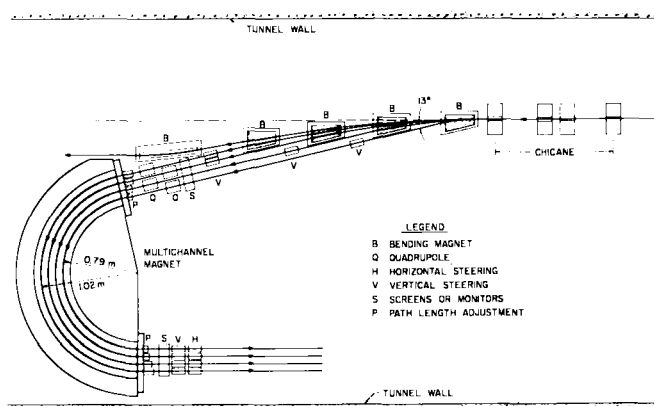 TUNNEL WALL
B
B
B
B
B
13°
CHICANE
P
Q
Q
S
V
V
V
MULTICHANNEL
MAGNET
0.79 m
1.02 m
LEGEND
B BENDING MAGNET
Q QUADRUPOLE
H HORIZONTAL STEERING
V VERTICAL STEERING
S SCREENS OR MONITORS
P PATH LENGTH ADJUSTMENT
P S V H
TUNNEL WALL